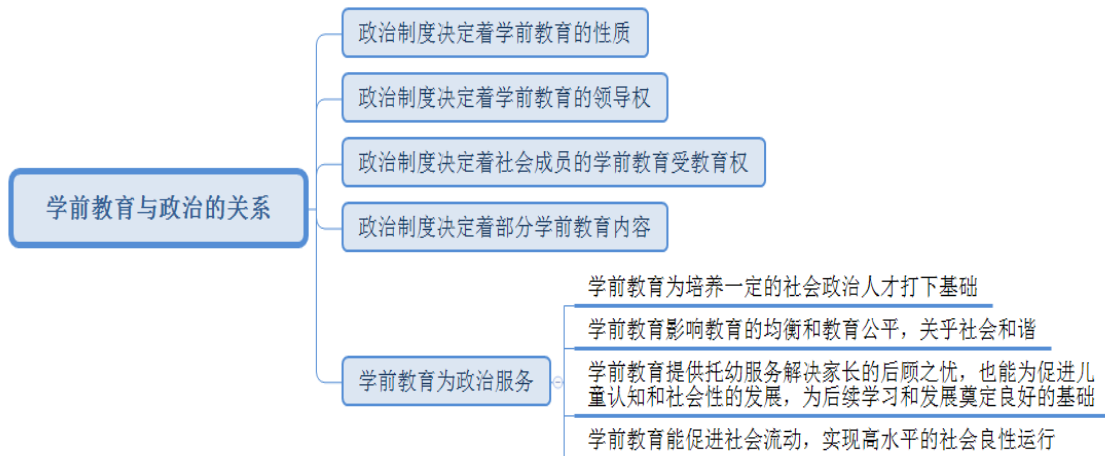 政治制度决定着学前教育的性质
政治制度决定着学前教育的领导权
政治制度决定着社会成员的学前教育受教育权
学前教育与政治的关系
政治制度决定着部分学前教育内容
学前教育为政治服务
学前教育为培养一定的社会政治人才打下基础
学前教育影响教育的均衡和教育公平，关乎社会和谐
学前教育提供托幼服务解决家长的后顾之忧，也能为促进儿
童认知和社会性的发展，为后续学习和发展奠定良好的基础
学前教育能促进社会流动，实现高水平的社会良性运行